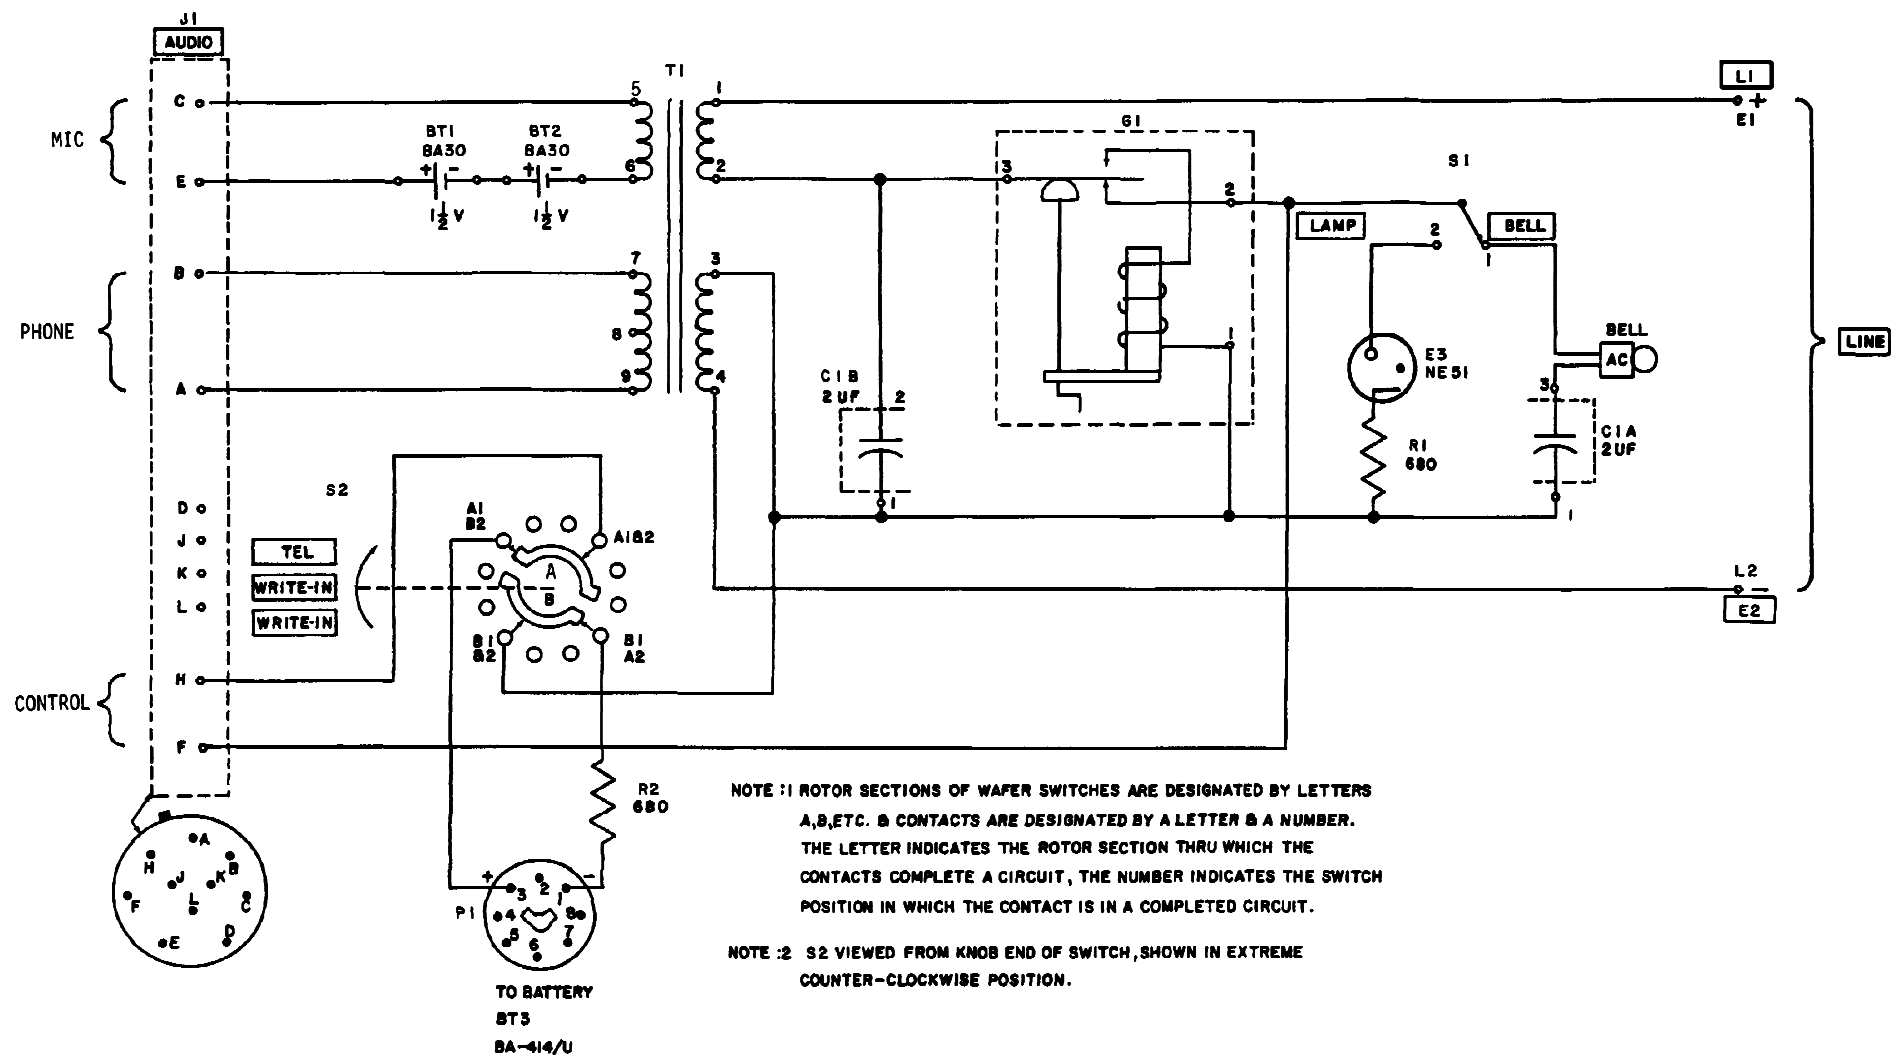 J1
AUDIO
C
MIC
E
BT1
BA30
+ -
1½ V
BT2
BA30
+ -
1½ V
T1
5
6
1
2
7
8
9
3
4
B
PHONE
A
G1
3
2
1
L1
+
E1
S1
LAMP
2
BELL
1
LINE
E3
NE51
BELL
AC
C1B
2UF
2
1
R1
680
3
C1A
2UF
1
L2
-
E2
D
J
K
L
S2
TEL
WRITE-IN
WRITE-IN
A1
B2
A1&2
A
B
B1
&2
B1
A2
H
CONTROL
F
R2
680
A
H
B
J
K
F
L
C
E
D
+
-
P1
3
2
1
4
8
5
6
7
TO BATTERY
BT3
BA-414/U
NOTE :1 ROTOR SECTIONS OF WAFER SWITCHES ARE DESIGNATED BY LETTERS
A,B,ETC. & CONTACTS ARE DESIGNATED BY A LETTER & A NUMBER.
THE LETTER INDICATES THE ROTOR SECTION THRU WHICH THE
CONTACTS COMPLETE A CIRCUIT, THE NUMBER INDICATES THE SWITCH
POSITION IN WHICH THE CONTACT IS IN A COMPLETED CIRCUIT.
NOTE :2 S2 VIEWED FROM KNOB END OF SWITCH,SHOWN IN EXTREME
COUNTER-CLOCKWISE POSITION.